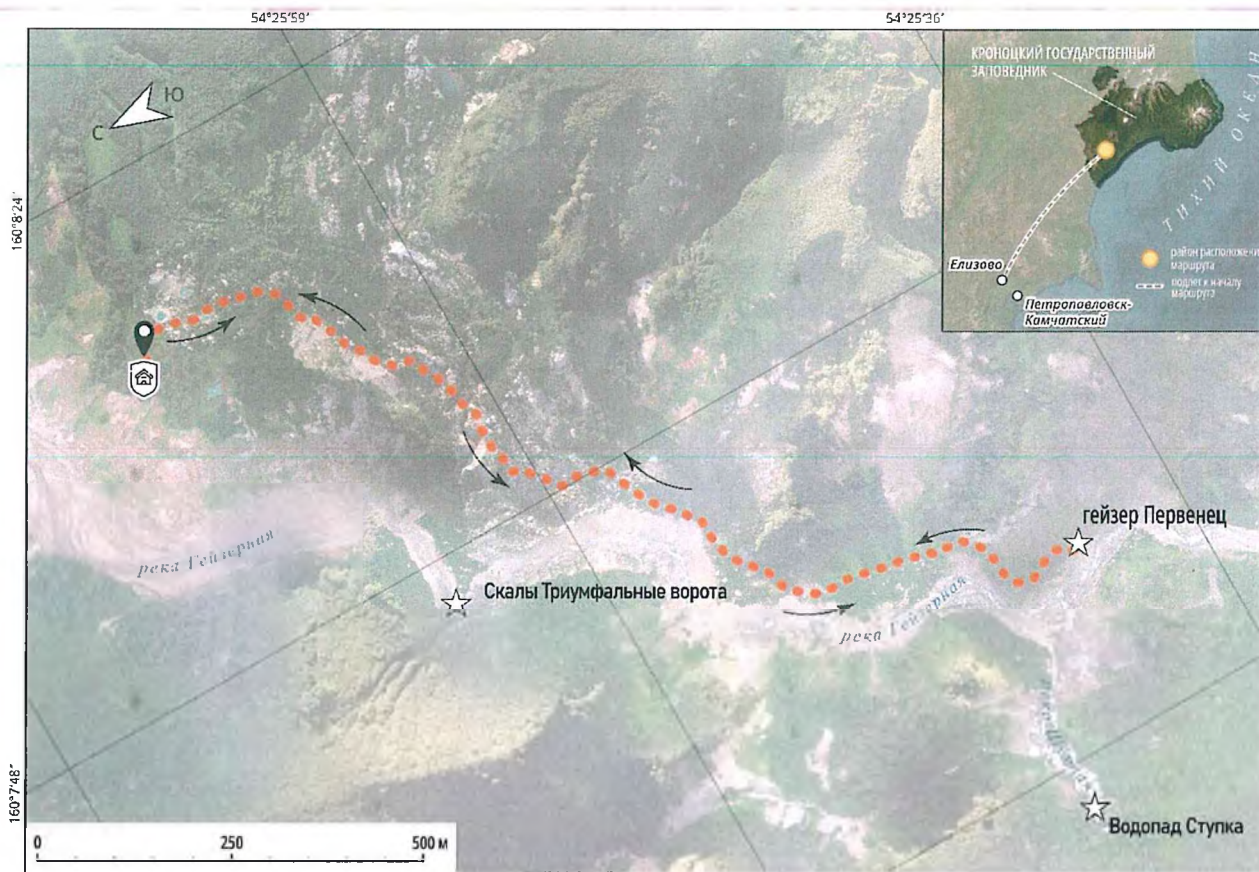 54°25'59"
54°25'36"
160°8'24"
160°7'48"
Ю
С
КРОНОЦКИЙ ГОСУДАРСТВЕННЫЙ
ЗАПОВЕДНИК
ТИХИЙ ОКЕАН
Елизово
Петропавловск-
Камчатский
район расположения
маршрута
подлет к началу
маршрута
гейзер Первенец
река Гейзерная
Скалы Триумфальные ворота
река Гейзерная
Водопад Ступка
0 250 500 м